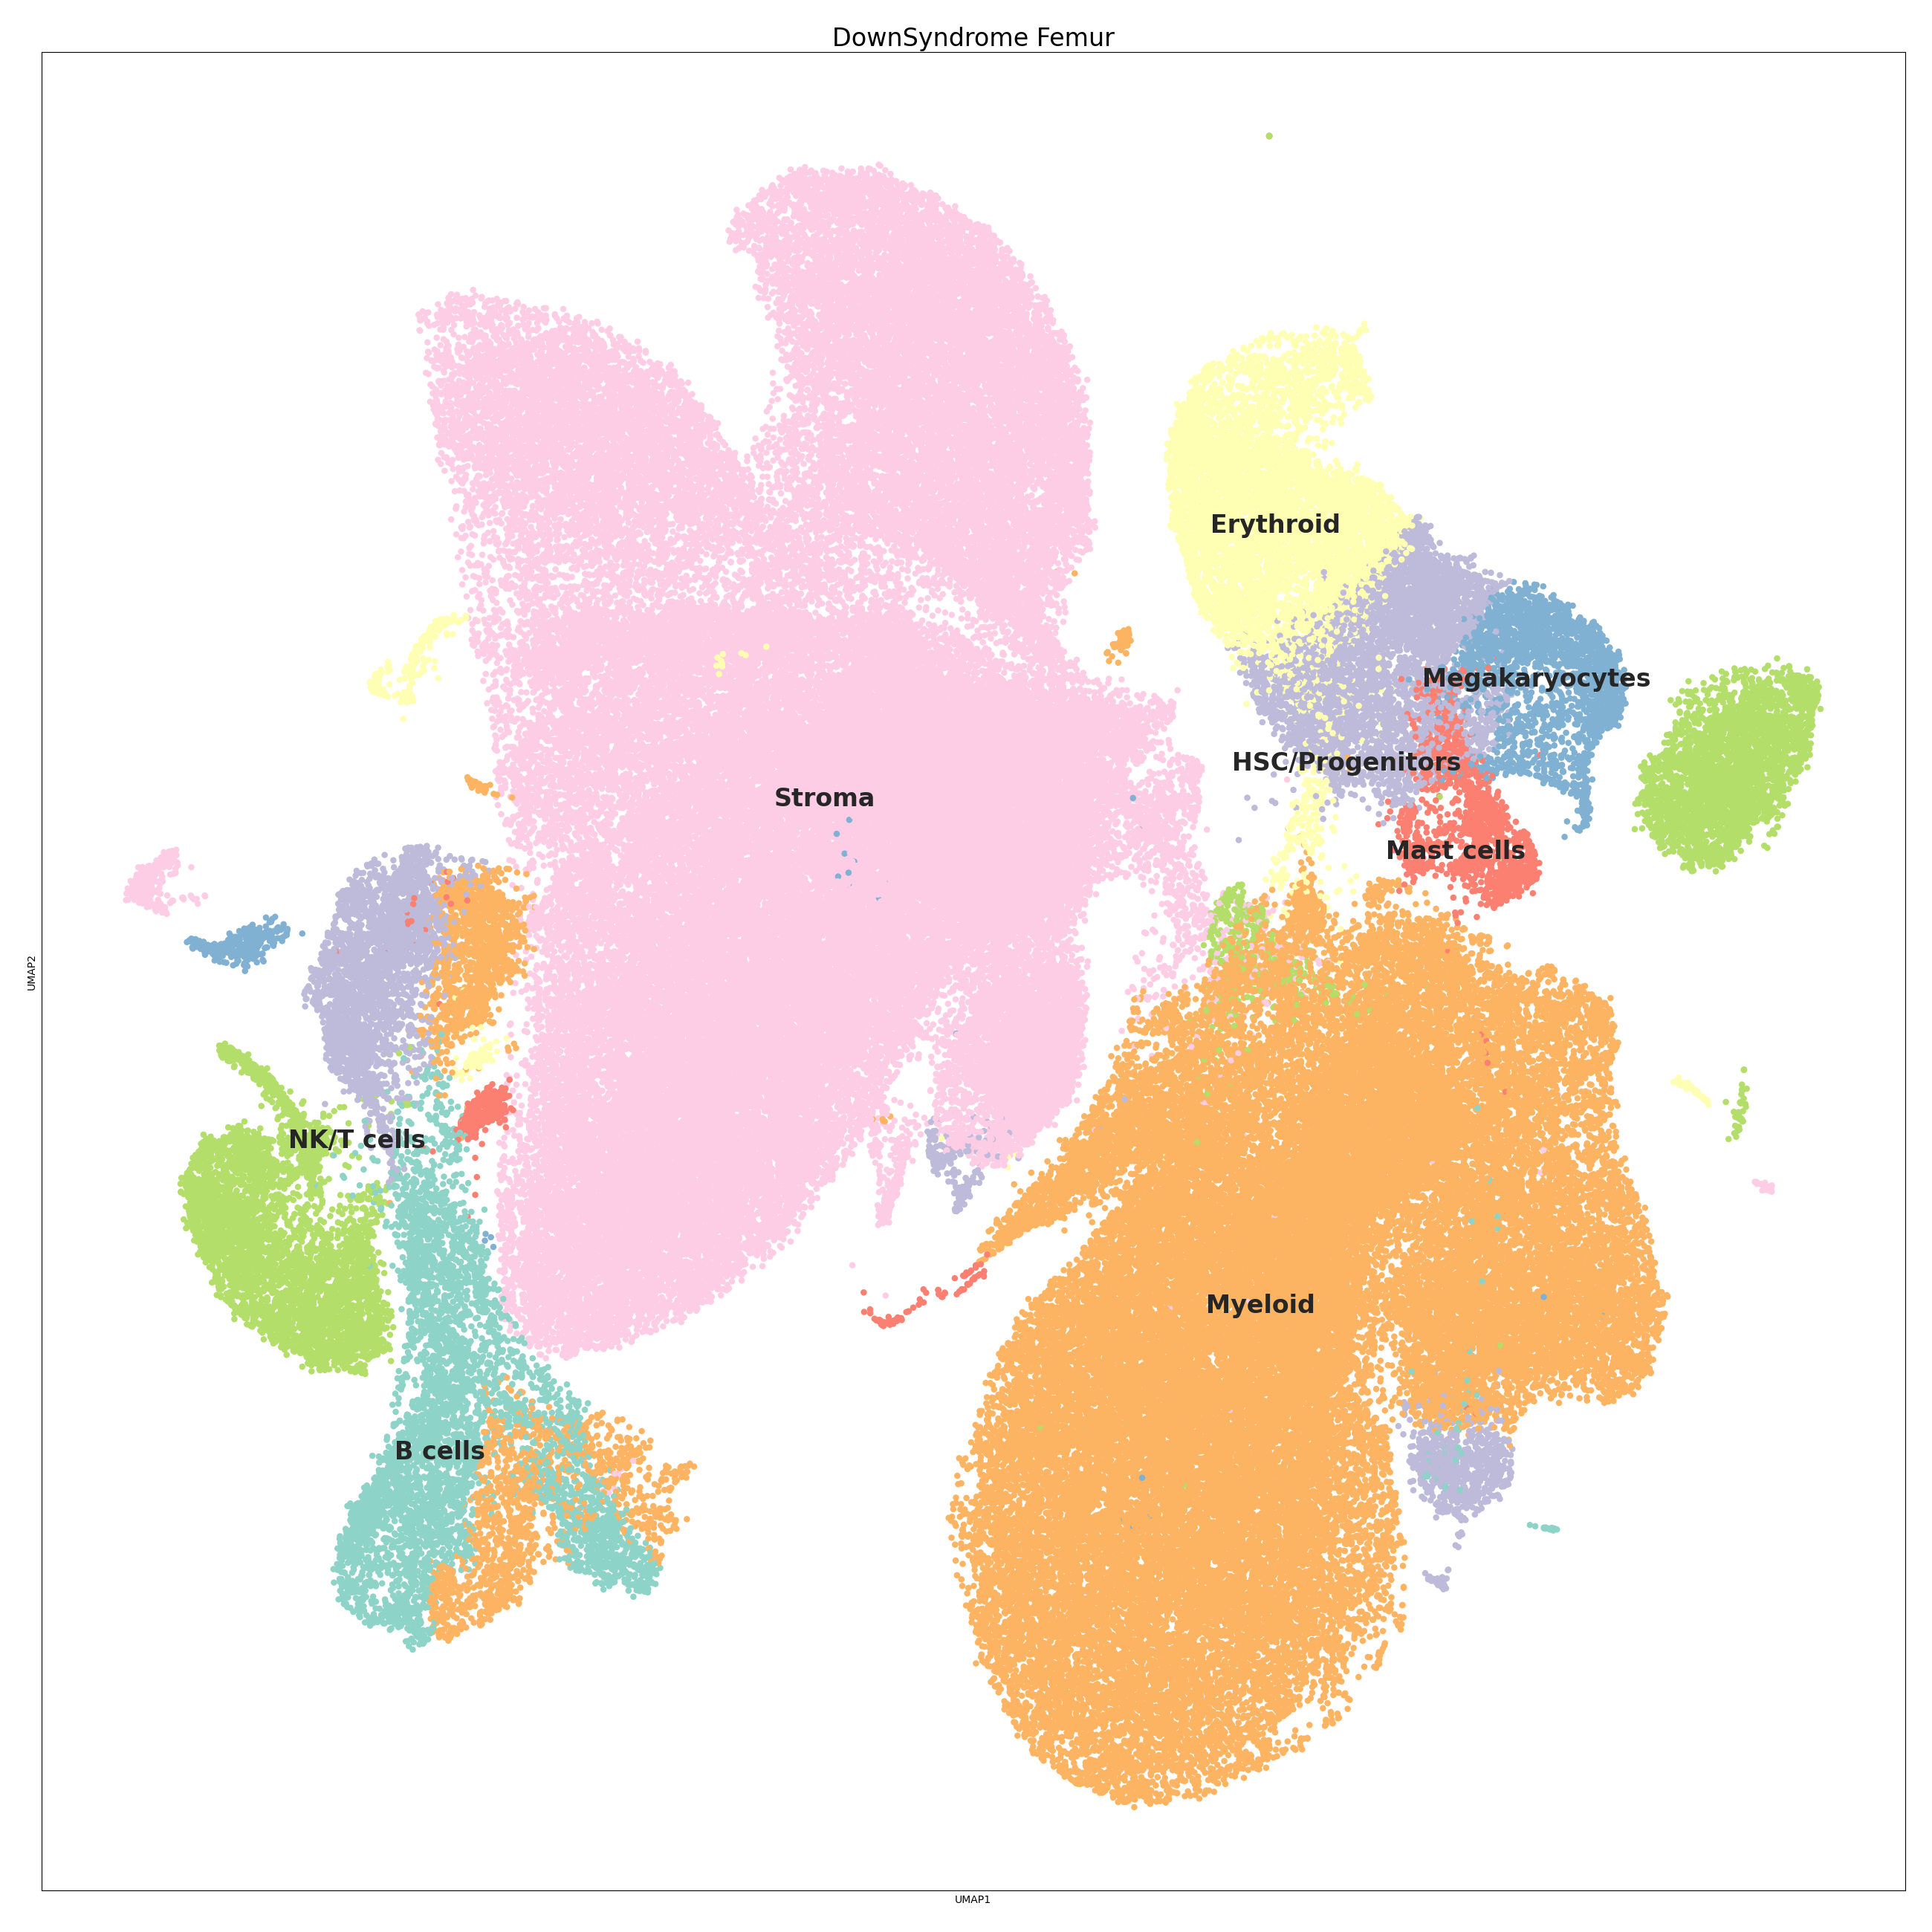 DownSyndrome Femur
Erythroid
Megakaryocytes
HSC/Progenitors
Stroma
Mast cells
UMAP2
NK/T cells
Myeloid
B cells
UMAP1